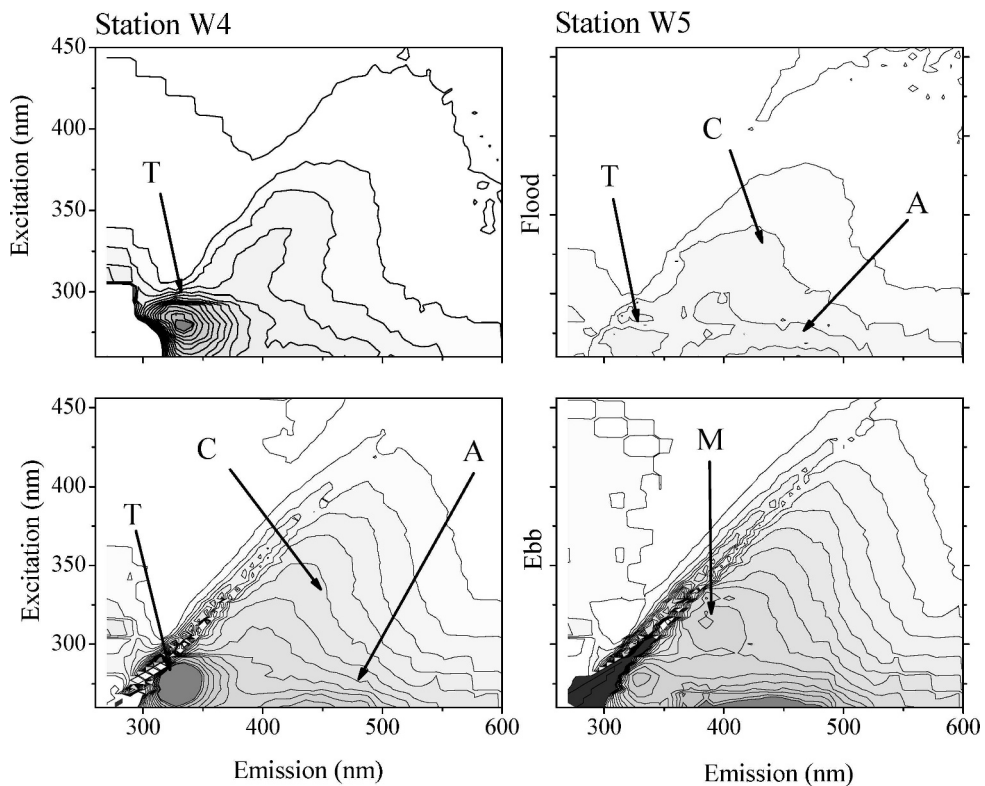 Station W4
Station W5
450
400
350
300
Excitation (nm)
T
Flood
C
T
A
450
400
350
300
Excitation (nm)
T
C
A
300 400 500 600
Emission (nm)
Ebb
M
300 400 500 600
Emission (nm)